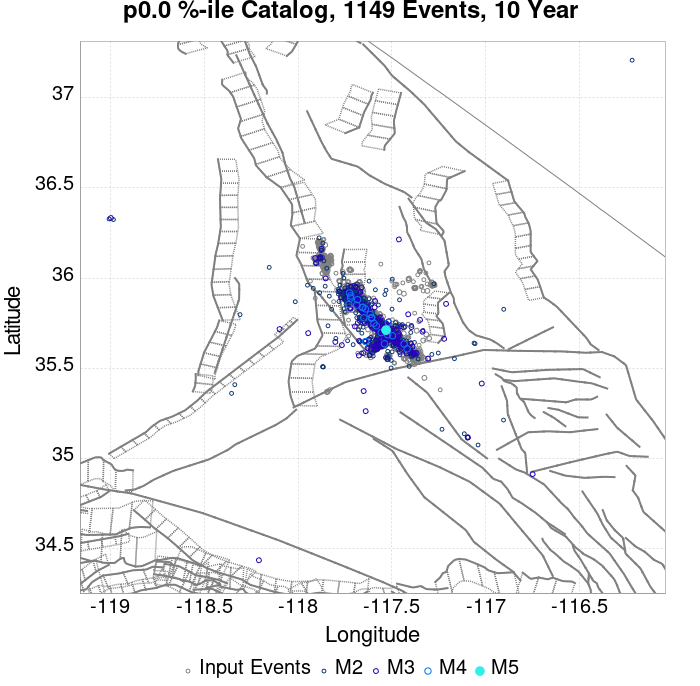 p0.0 %-ile Catalog, 1149 Events, 10 Year
37
36.5
36
35.5
35
34.5
Latitude
-119 -118.5 -118 -117.5 -117 -116.5
Longitude
Input Events M2 M3 M4 M5